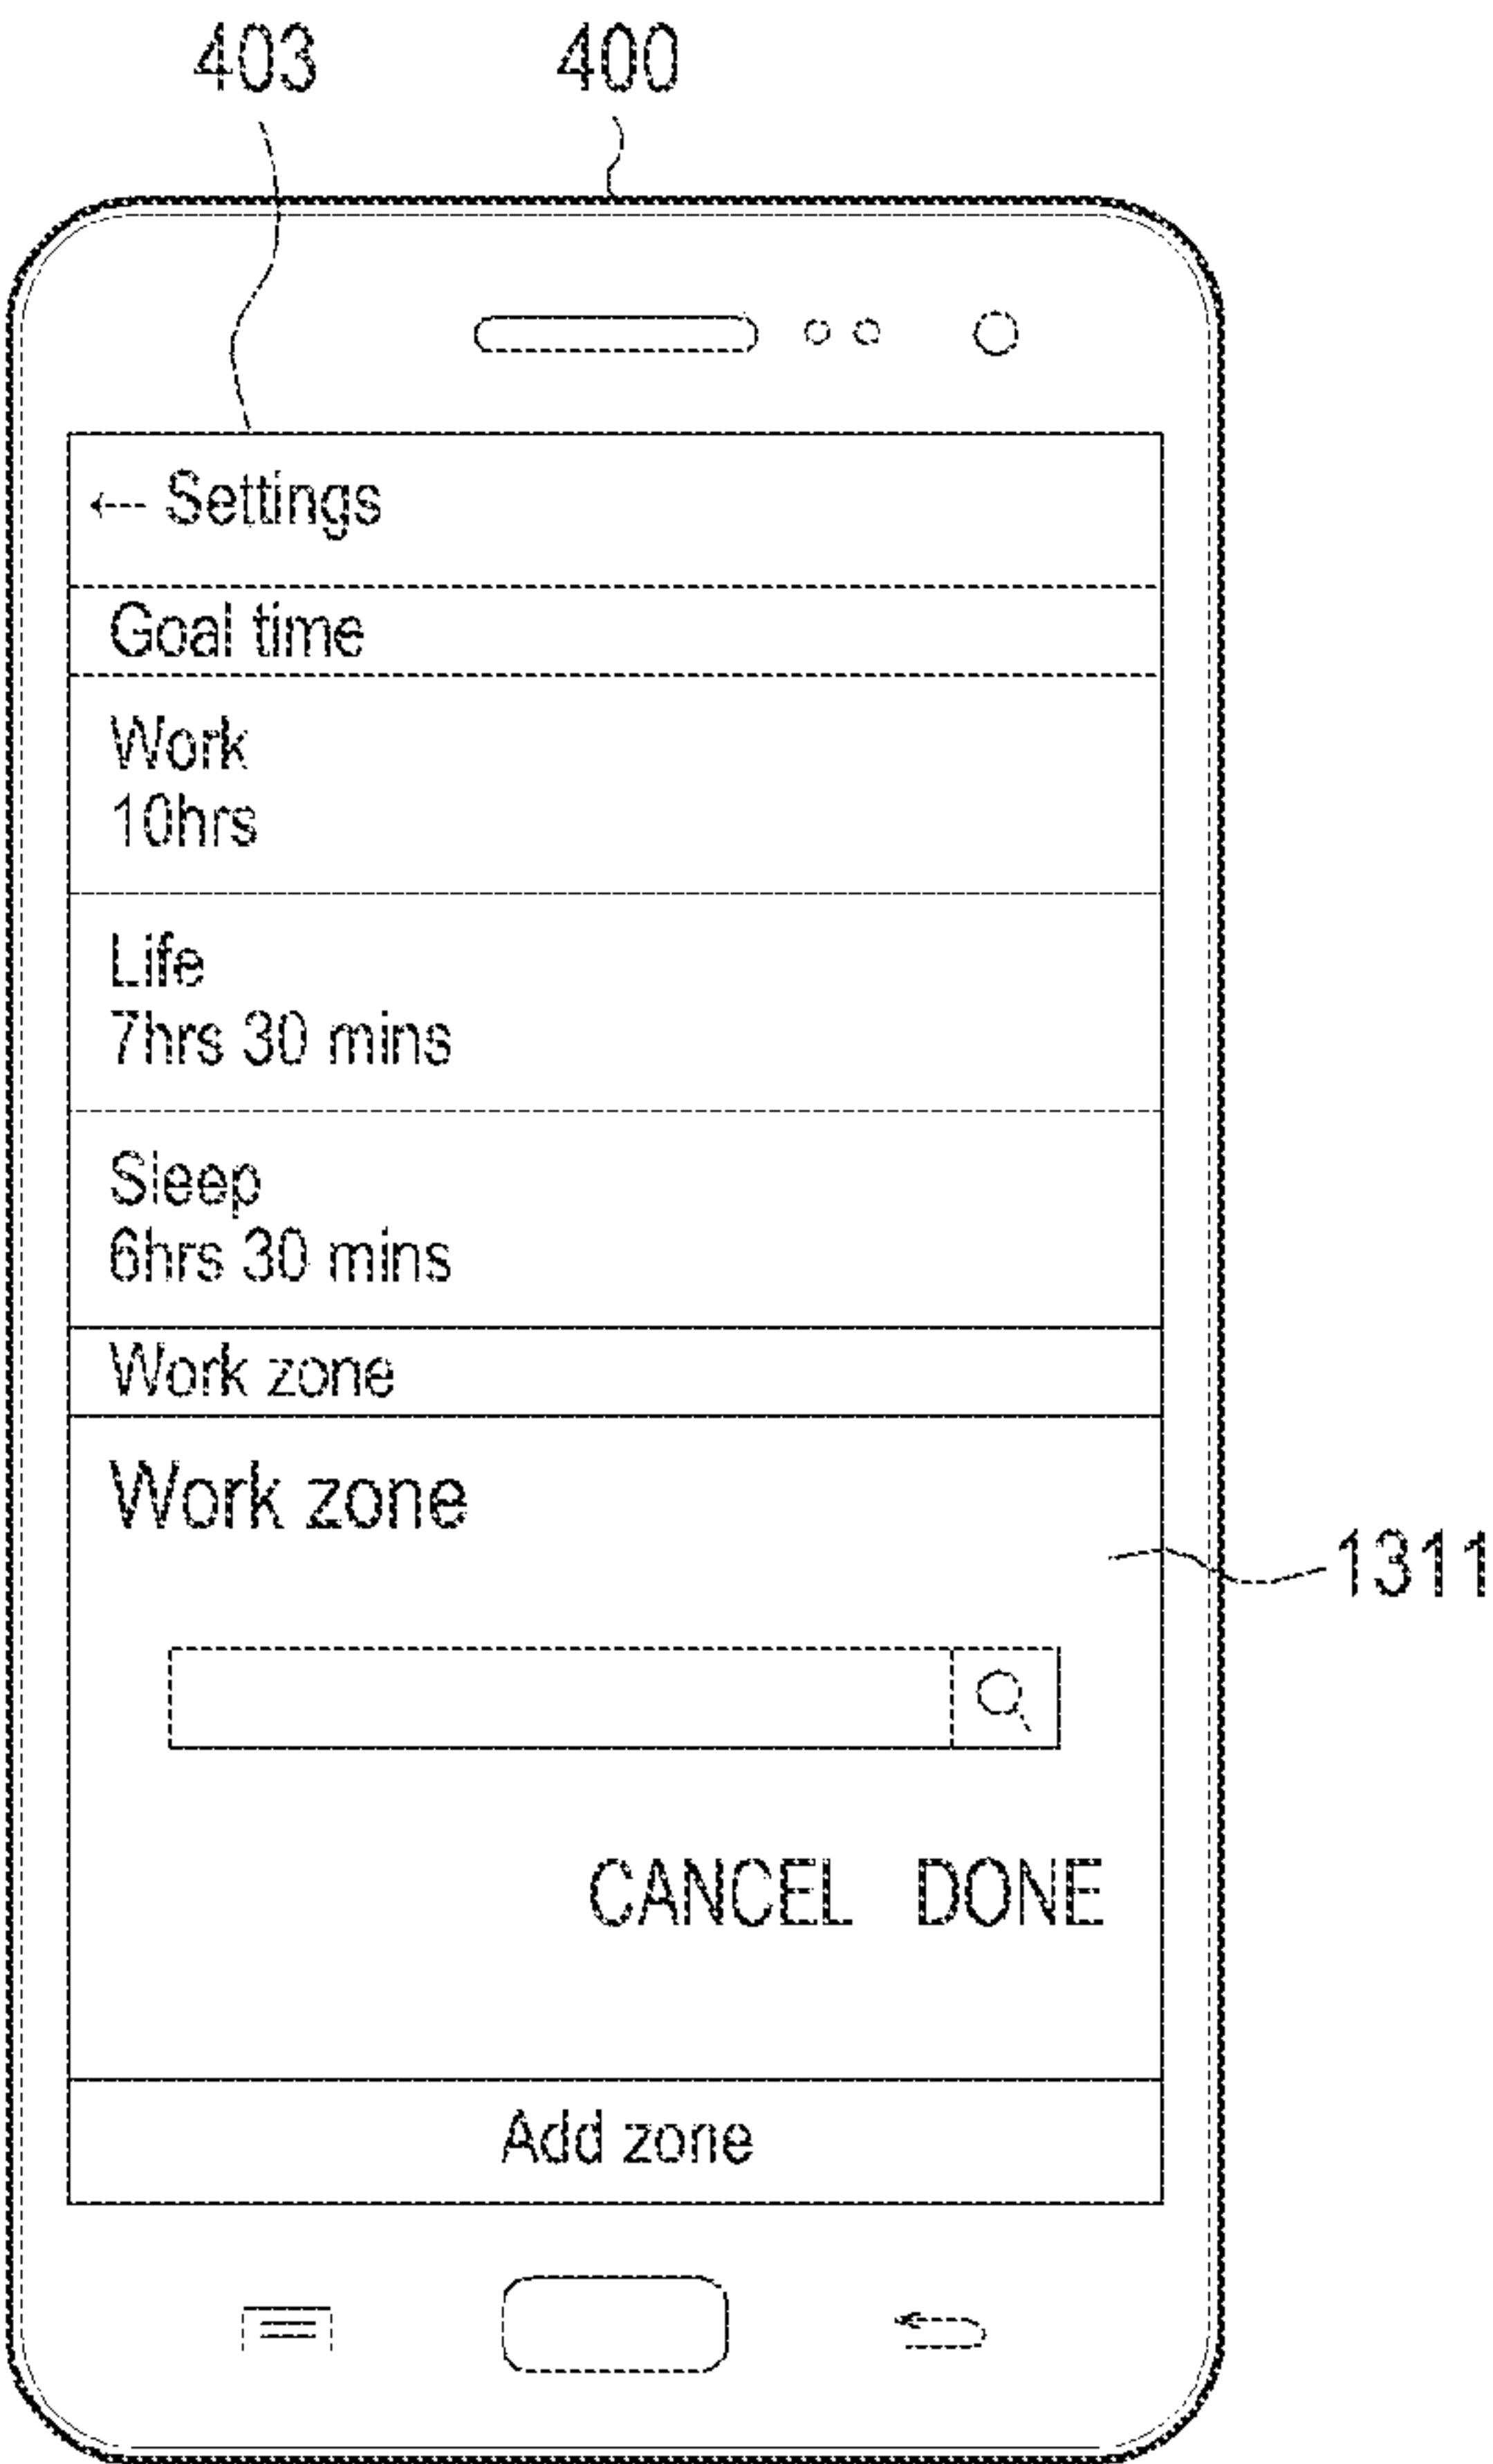 403 400
← Settings
Goal time
Work
10hrs
Life
7hrs 30 mins
Sleep
6hrs 30 mins
Work zone
Work zone
1311
CANCEL DONE
Add zone